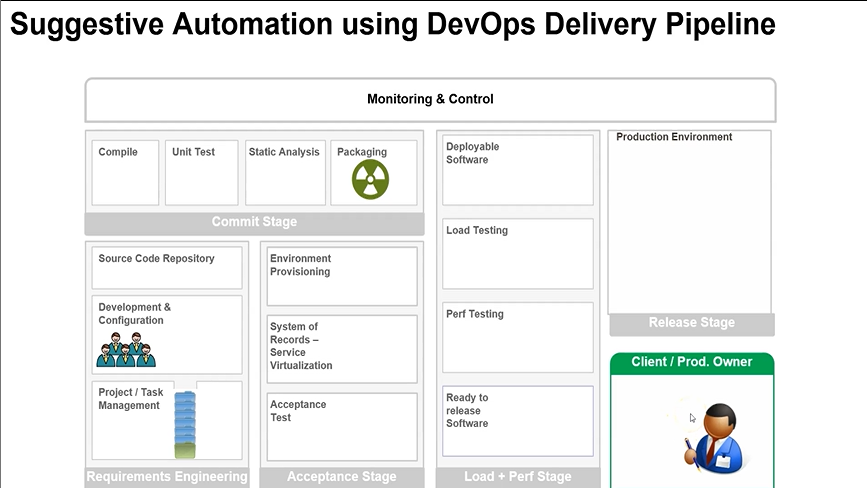 Suggestive Automation using DevOps Delivery Pipeline
Monitoring & Control
Compile
Unit Test
Static Analysis
Packaging
Commit Stage
Source Code Repository
Development &
Configuration
Project / Task
Management
Requirements Engineering
Environment
Provisioning
System of
Records –
Service
Virtualization
Acceptance
Test
Acceptance Stage
Deployable
Software
Load Testing
Perf Testing
Ready to
release
Software
Load + Perf Stage
Production Environment
Release Stage
Client / Prod. Owner